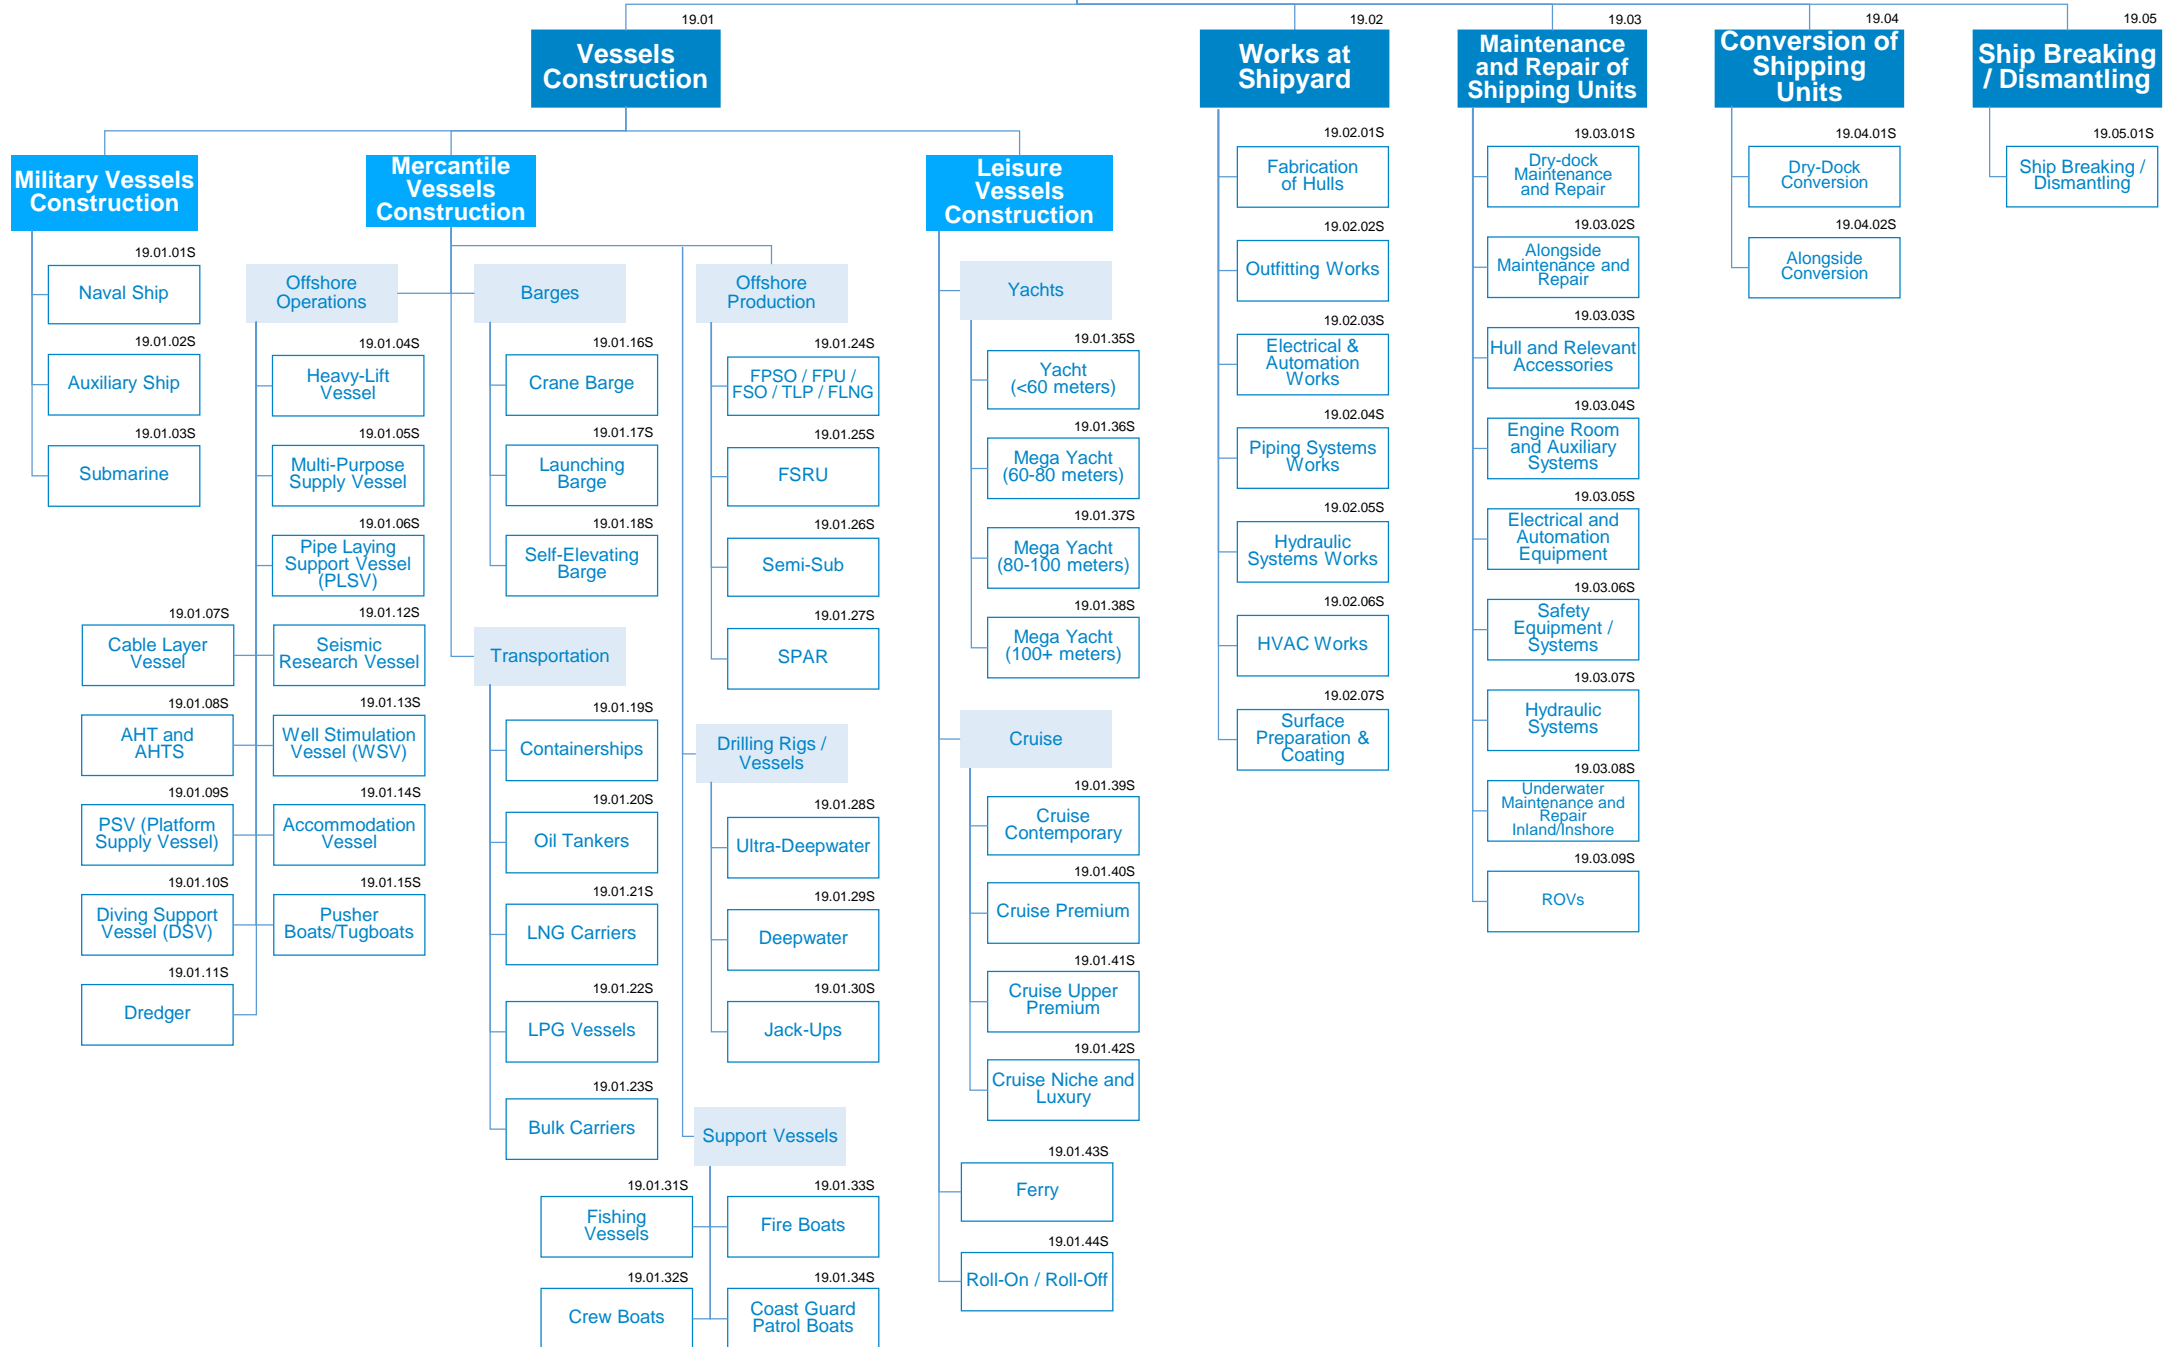 19.01
Vessels
Construction
19.02
Works at
Shipyard
19.03
Maintenance
and Repair of
Shipping Units
19.04
Conversion of
Shipping
Units
19.05
Ship Breaking
/ Dismantling
Military Vessels
Construction
19.01.01S
Naval Ship
19.01.02S
Auxiliary Ship
19.01.03S
Submarine
Mercantile
Vessels
Construction
Offshore
Operations
19.01.04S
Heavy-Lift
Vessel
19.01.05S
Multi-Purpose
Supply Vessel
19.01.06S
Pipe Laying
Support Vessel
(PLSV)
19.01.07S
Cable Layer
Vessel
19.01.08S
AHT and
AHTS
19.01.09S
PSV (Platform
Supply Vessel)
19.01.10S
Diving Support
Vessel (DSV)
19.01.11S
Dredger
19.01.12S
Seismic
Research Vessel
19.01.13S
Well Stimulation
Vessel (WSV)
19.01.14S
Accommodation
Vessel
19.01.15S
Pusher
Boats/Tugboats
Barges
19.01.16S
Crane Barge
19.01.17S
Launching
Barge
19.01.18S
Self-Elevating
Barge
Transportation
19.01.19S
Containerships
19.01.20S
Oil Tankers
19.01.21S
LNG Carriers
19.01.22S
LPG Vessels
19.01.23S
Bulk Carriers
Offshore
Production
19.01.24S
FPSO / FPU /
FSO / TLP / FLNG
19.01.25S
FSRU
19.01.26S
Semi-Sub
19.01.27S
SPAR
Drilling Rigs /
Vessels
19.01.28S
Ultra-Deepwater
19.01.29S
Deepwater
19.01.30S
Jack-Ups
Support Vessels
19.01.31S
Fishing
Vessels
19.01.32S
Crew Boats
19.01.33S
Fire Boats
19.01.34S
Coast Guard
Patrol Boats
Leisure
Vessels
Construction
Yachts
19.01.35S
Yacht
(<60 meters)
19.01.36S
Mega Yacht
(60-80 meters)
19.01.37S
Mega Yacht
(80-100 meters)
19.01.38S
Mega Yacht
(100+ meters)
Cruise
19.01.39S
Cruise
Contemporary
19.01.40S
Cruise Premium
19.01.41S
Cruise Upper
Premium
19.01.42S
Cruise Niche and
Luxury
19.01.43S
Ferry
19.01.44S
Roll-On / Roll-Off
19.02.01S
Fabrication
of Hulls
19.02.02S
Outfitting Works
19.02.03S
Electrical &
Automation
Works
19.02.04S
Piping Systems
Works
19.02.05S
Hydraulic
Systems Works
19.02.06S
HVAC Works
19.02.07S
Surface
Preparation &
Coating
19.03.01S
Dry-dock
Maintenance
and Repair
19.03.02S
Alongside
Maintenance and
Repair
19.03.03S
Hull and Relevant
Accessories
19.03.04S
Engine Room
and Auxiliary
Systems
19.03.05S
Electrical and
Automation
Equipment
19.03.06S
Safety
Equipment /
Systems
19.03.07S
Hydraulic
Systems
19.03.08S
Underwater
Maintenance and
Repair
Inland/Inshore
19.03.09S
ROVs
19.04.01S
Dry-Dock
Conversion
19.04.02S
Alongside
Conversion
19.05.01S
Ship Breaking /
Dismantling